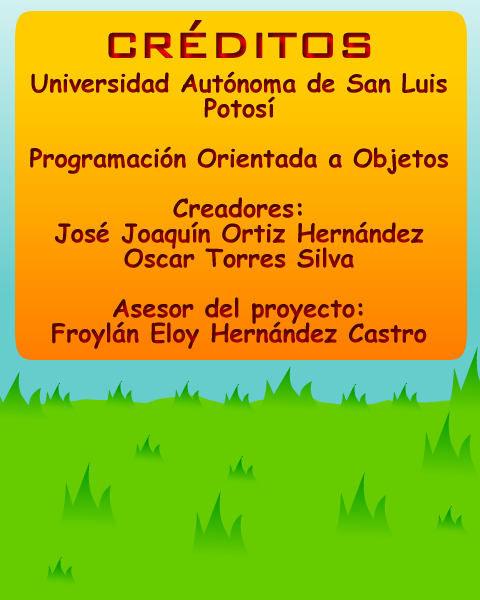 CRÉDITOS
Universidad Autónoma de San Luis
Potosí
Programación Orientada a Objetos
Creadores:
José Joaquín Ortiz Hernández
Oscar Torres Silva
Asesor del proyecto:
Froylán Eloy Hernández Castro